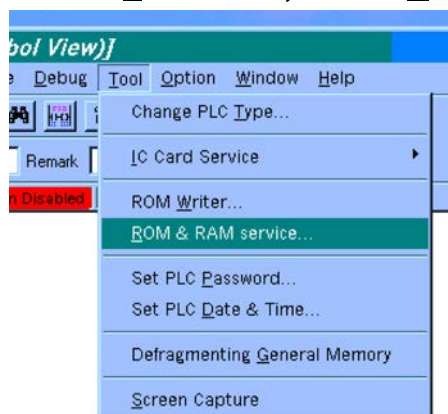 bol View)]
Debug Tool Option Window Help
Change PLC Type...
IC Card Service
Remark
ROM Writer...
Disabled
ROM & RAM service...
Set PLC Password...
Set PLC Date & Time...
Defragmenting General Memory
Screen Capture